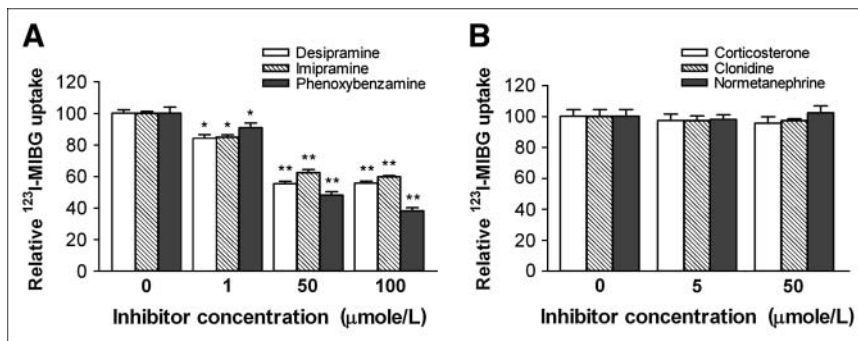 A
Desipramine
Imipramine
Phenoxybenzamine
Relative ¹²³I-MIBG uptake
120
100
80
60
40
20
0
* * *
** ** **
** ** **
0 1 50 100
Inhibitor concentration (μmole/L)
B
Corticosterone
Clonidine
Normetanephrine
Relative ¹²³I-MIBG uptake
120
100
80
60
40
20
0
0 5 50
Inhibitor concentration (μmole/L)